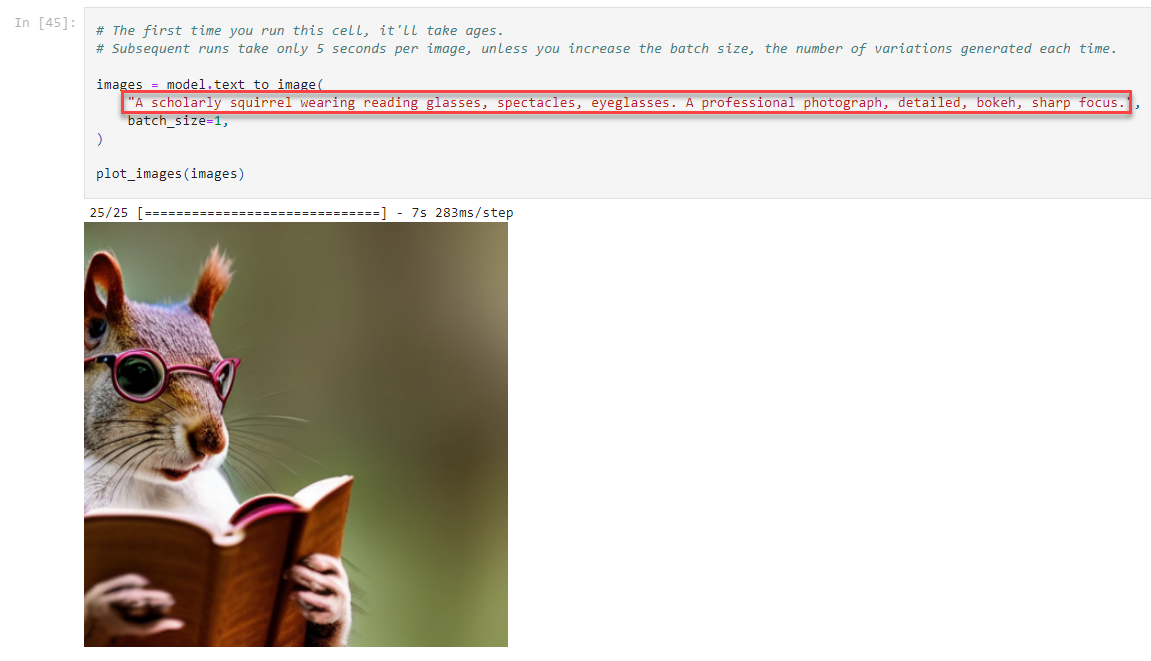 In [45]:
# The first time you run this cell, it'll take ages.
# Subsequent runs take only 5 seconds per image, unless you increase the batch size, the number of variations generated each time.
images = model.text_to_image(
"A scholarly squirrel wearing reading glasses, spectacles, eyeglasses. A professional photograph, detailed, bokeh, sharp focus.",
batch_size=1,
)
plot_images(images)
25/25 [==============================] - 7s 283ms/step